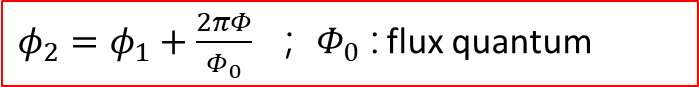 ϕ₂ = ϕ₁ + 2πΦ/Φ₀ ; Φ₀ : flux quantum